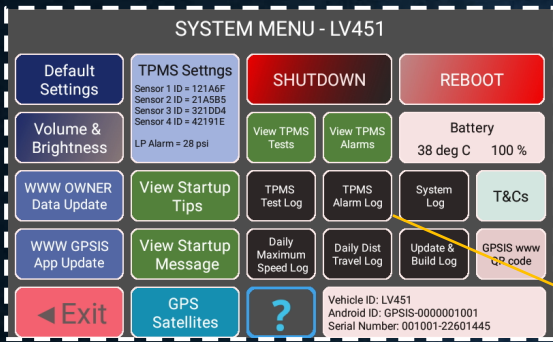 SYSTEM MENU - LV451
Default
Settings
TPMS Settngs
Sensor 1 ID = 121A6F
Sensor 2 ID = 21A5B5
Sensor 3 ID = 321DD4
Sensor 4 ID = 42191E
LP Alarm = 28 psi
SHUTDOWN
REBOOT
Volume &
Brightness
View TPMS
Tests
View TPMS
Alarms
Battery
38 deg C 100 %
WWW OWNER
Data Update
View Startup
Tips
TPMS
Test Log
TPMS
Alarm Log
System
Log
T&Cs
WWW GPSIS
App Update
View Startup
Message
Daily
Maximum
Speed Log
Daily Dist
Travel Log
Update &
Build Log
GPSIS www
QR code
◄Exit
GPS
Satellites
?
Vehicle ID: LV451
Android ID: GPSIS-0000001001
Serial Number: 001001-22601445